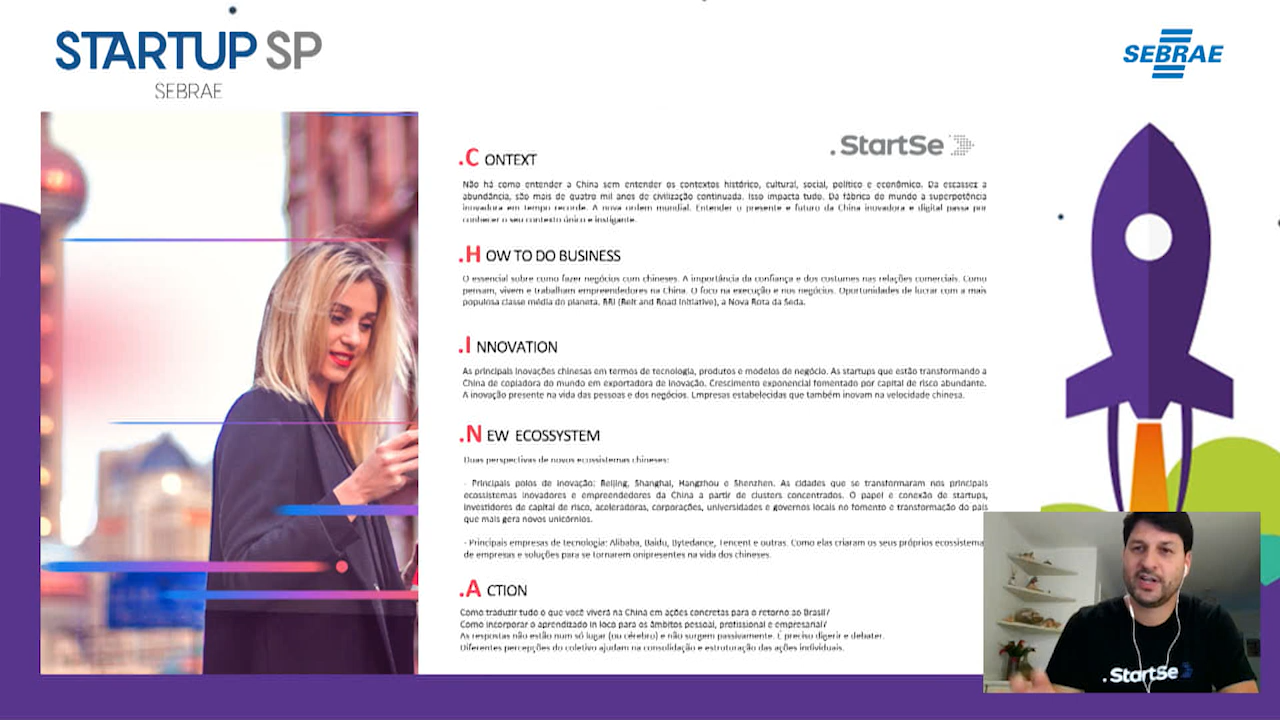 STARTUP SP
SEBRAE
SEBRAE
.StartSe
.C ONTEXT
Não há como entender a China sem entender os contextos histórico, cultural, social, político e econômico. Da escassez a
abundância, são mais de quatro mil anos de civilização continuada. Isso impacta tudo. Da fábrica do mundo a superpotência
inovadora em tempo recorde. A nova ordem mundial. Entender o presente e futuro da China inovadora e digital passa por
conhecer o seu contexto único e instigante.
.H OW TO DO BUSINESS
O essencial sobre como fazer negócios com chineses. A importância da confiança e dos costumes nas relações comerciais. Como
pensam, vivem e trabalham empreendedores na China. O foco na execução e nos negócios. Oportunidades de lucrar com a mais
populosa classe média do planeta. BRI (Belt and Road Initiative), a Nova Rota da Seda.
.I NNOVATION
As principais inovações chinesas em termos de tecnologia, produtos e modelos de negócio. As startups que estão transformando a
China de copiadora do mundo em exportadora de inovação. Crescimento exponencial fomentado por capital de risco abundante.
A inovação presente na vida das pessoas e dos negócios. Empresas estabelecidas que também inovam na velocidade chinesa.
.N EW ECOSYSTEM
Duas perspectivas de novos ecossistemas chineses:
- Principais polos de inovação: Beijing, Shanghai, Hangzhou e Shenzhen. As cidades que se transformaram nos principais
ecossistemas inovadores e empreendedores da China a partir de clusters concentrados. O papel e conexão de startups,
investidores de capital de risco, aceleradoras, corporações, universidades e governos locais no fomento e transformação do país
que mais gera novos unicórnios.
- Principais empresas de tecnologia: Alibaba, Baidu, Bytedance, Tencent e outras. Como elas criaram os seus próprios ecossistema
de empresas e soluções para se tornarem onipresentes na vida dos chineses.
.A CTION
Como traduzir tudo o que você viverá na China em ações concretas para o retorno ao Brasil?
Como incorporar o aprendizado in loco para os âmbitos pessoal, profissional e empresarial?
As respostas não estão num só lugar (ou cérebro) e não surgem passivamente. É preciso digerir e debater.
Diferentes percepções do coletivo ajudam na consolidação e estruturação das ações individuais.
.StartSe